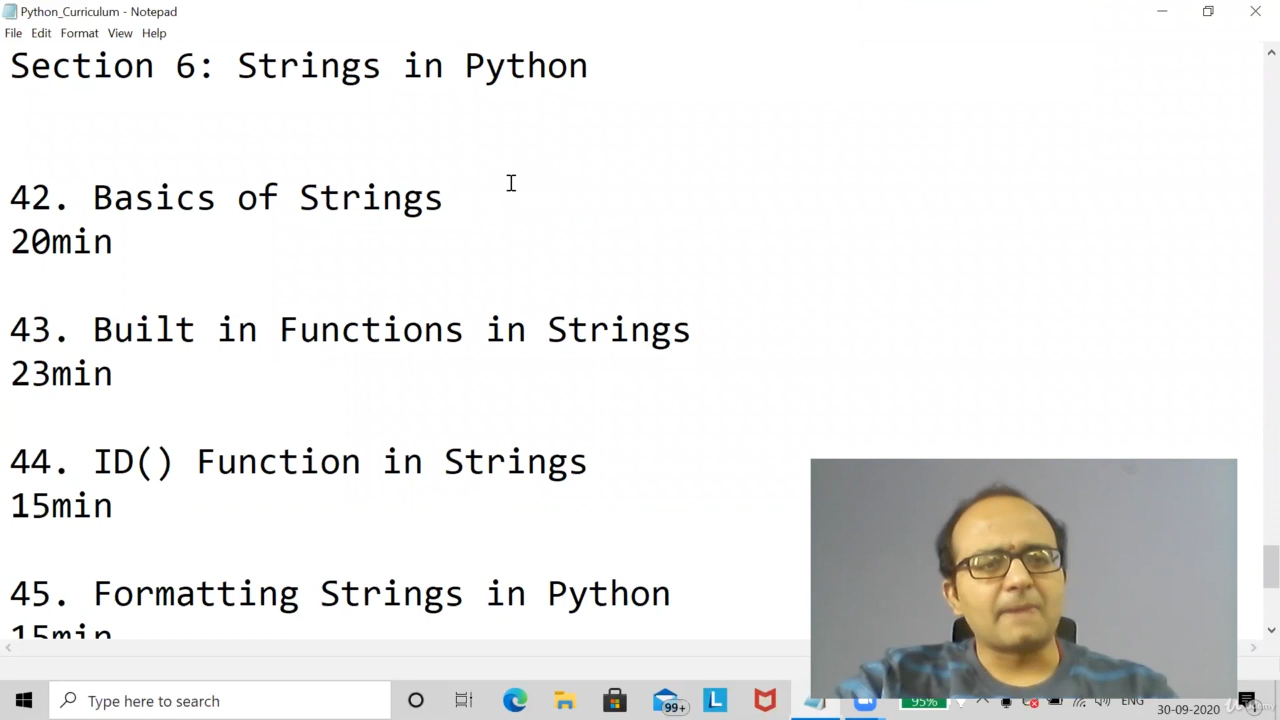 Python_Curriculum - Notepad
File Edit Format View Help
Section 6: Strings in Python
42. Basics of Strings
20min
43. Built in Functions in Strings
23min
44. ID() Function in Strings
15min
45. Formatting Strings in Python
15min
Type here to search
99+
L
95%
ENG
30-09-2020